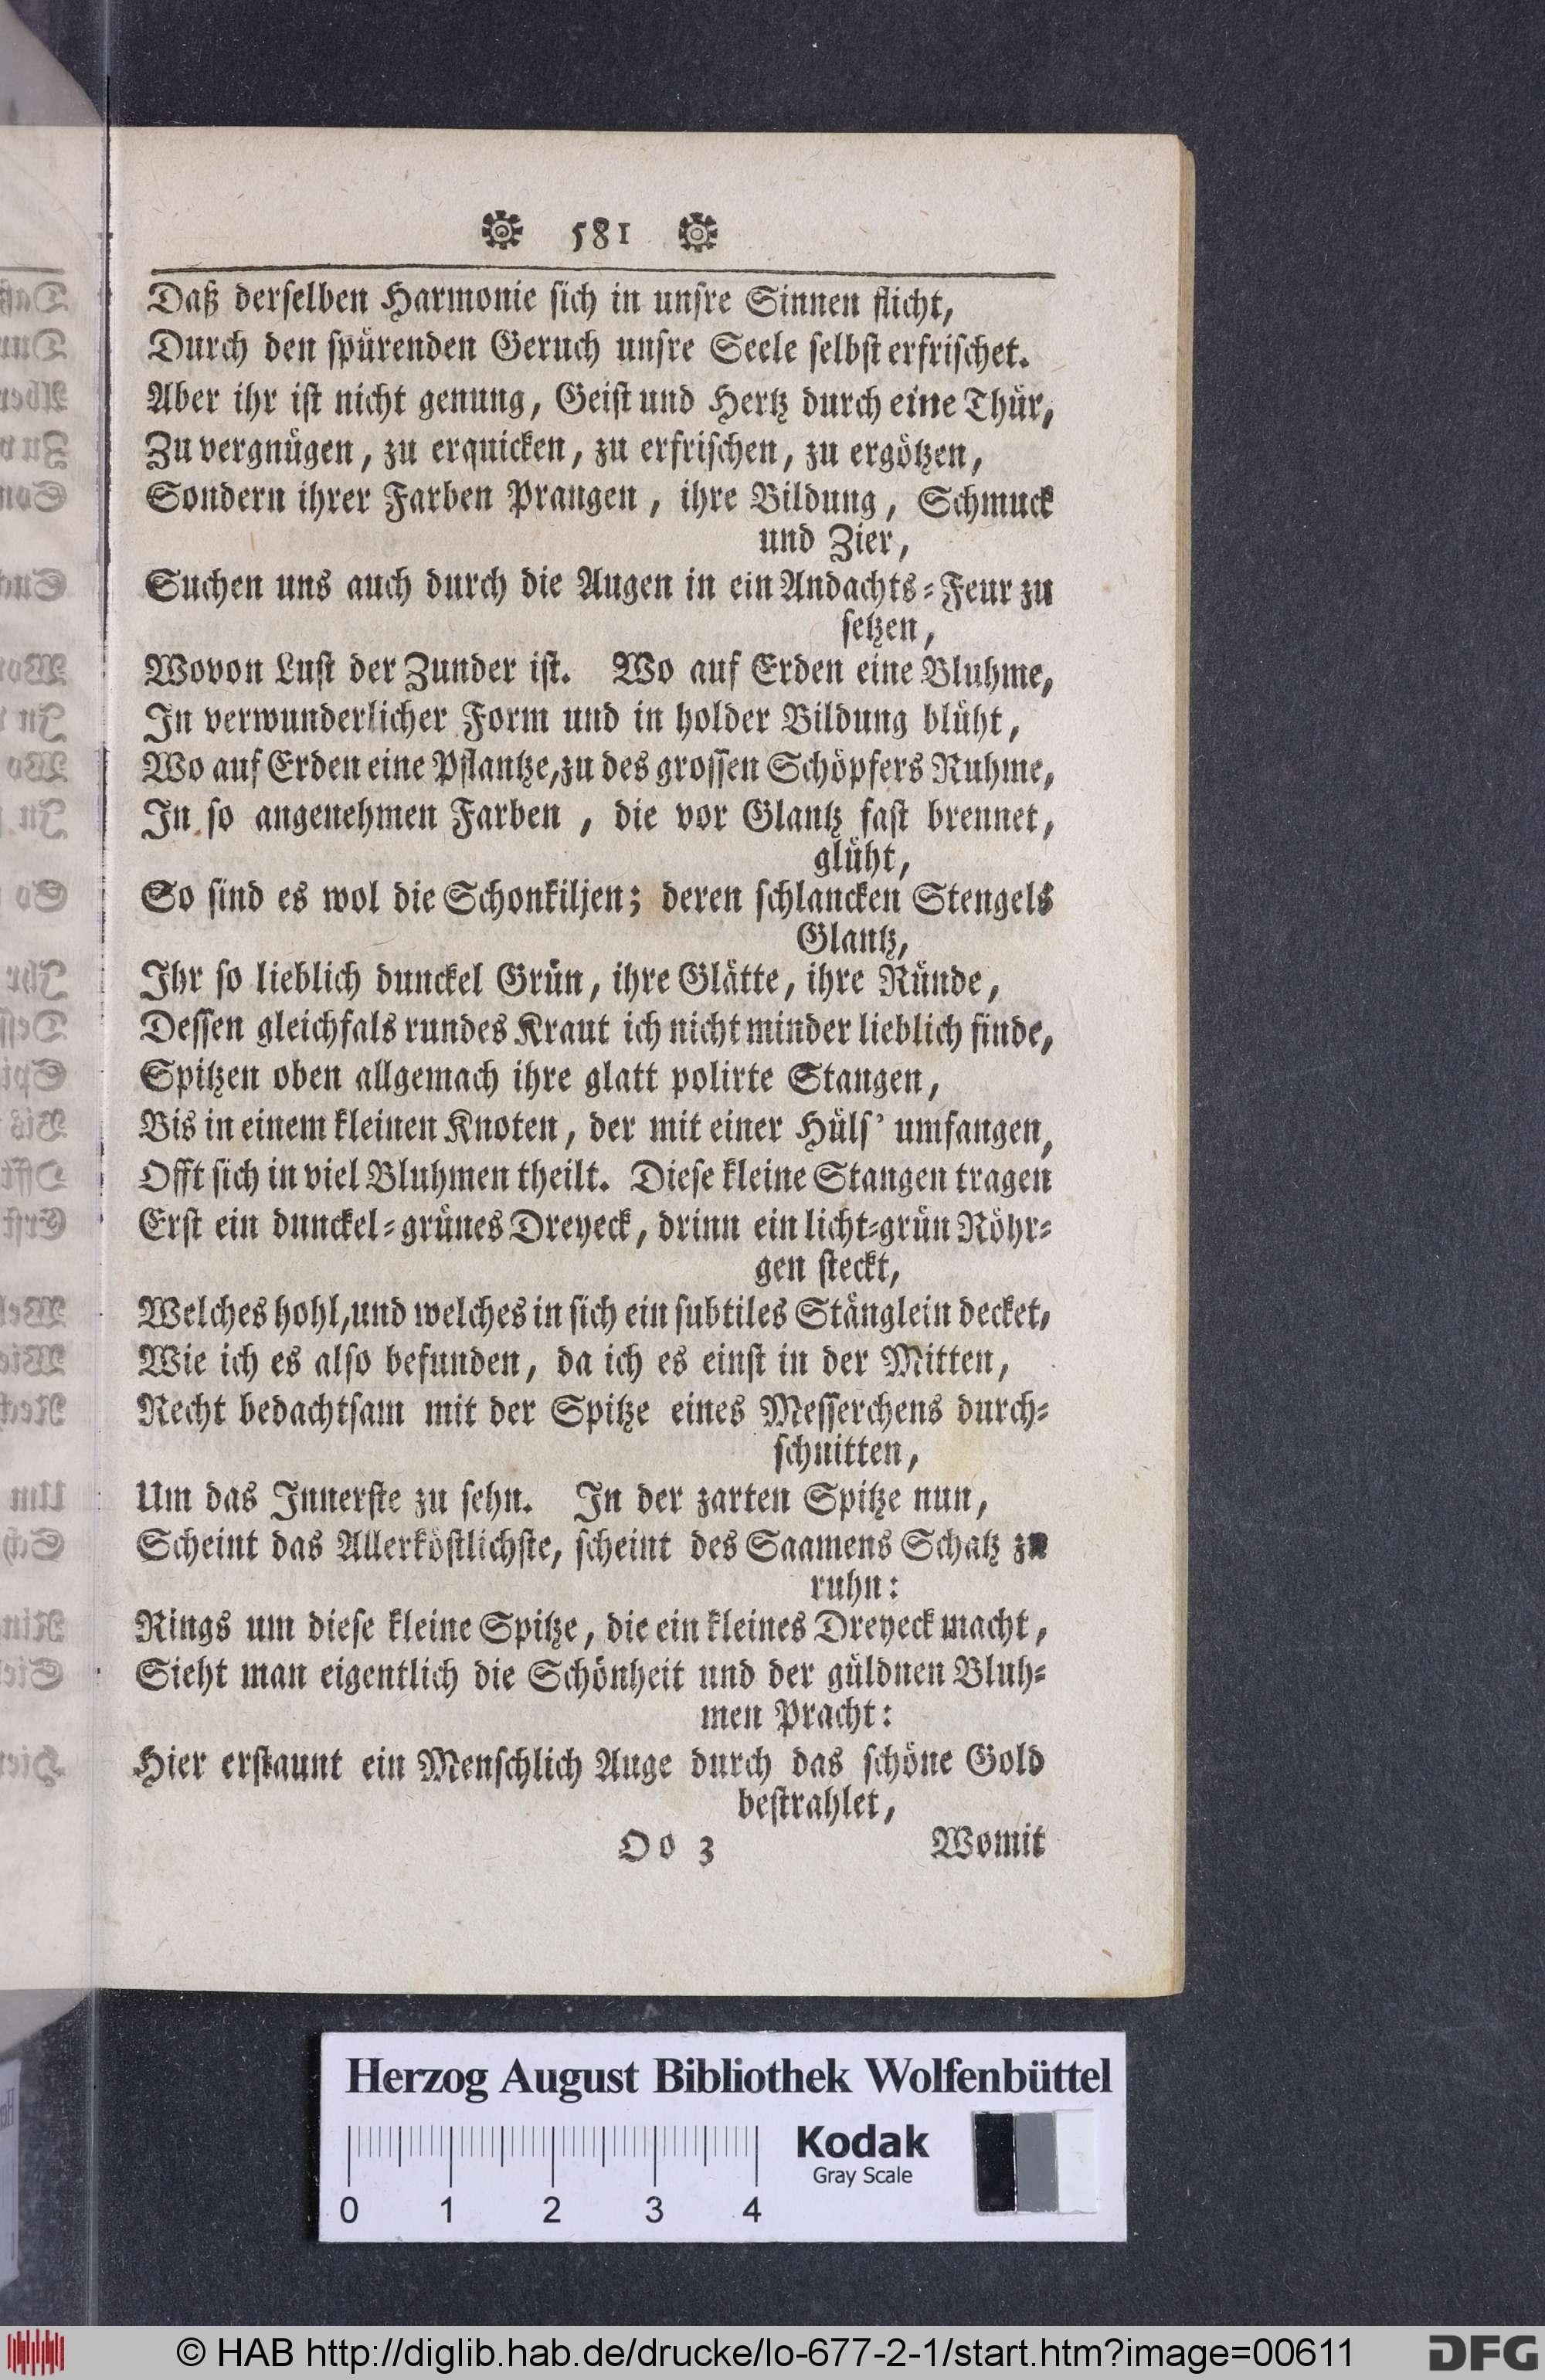 581
Daß derselben Harmonie sich in unsre Sinnen flicht,
Durch den spürenden Geruch unsre Seele selbst erfrischet.
Aber ihr ist nicht genung, Geist und Hertz durch eine Thür,
Zu vergnügen, zu erquicken, zu erfrischen, zu ergötzen,
Sondern ihrer Farben Prangen, ihre Bildung, Schmuck
und Zier,
Suchen uns auch durch die Augen in ein Andachts-Feur zu
setzen,
Wovon Lust der Zunder ist. Wo auf Erden eine Bluhme,
In verwunderlicher Form und in holder Bildung blüht,
Wo auf Erden eine Pflantze, zu des grossen Schöpfers Ruhme,
In so angenehmen Farben, die vor Glantz fast brennet,
glüht,
So sind es wol die Schonkiljen; deren schlancken Stengels
Glantz,
Ihr so lieblich dunckel Grün, ihre Glätte, ihre Ründe,
Dessen gleichfals rundes Kraut ich nicht minder lieblich finde,
Spitzen oben allgemach ihre glatt polirte Stangen,
Bis in einem kleinen Knoten, der mit einer Hüls' umfangen,
Offt sich in viel Bluhmen theilt. Diese kleine Stangen tragen
Erst ein dunckel-grünes Dreyeck, drinn ein licht-grün Röhr-
gen steckt,
Welches hohl, und welches in sich ein subtiles Stänglein decket,
Wie ich es also befunden, da ich es einst in der Mitten,
Recht bedachtsam mit der Spitze eines Messerchens durch-
schnitten,
Um das Innerste zu sehn. In der zarten Spitze nun,
Scheint das Allerköstlichste, scheint des Saamens Schatz zu
ruhn:
Rings um diese kleine Spitze, die ein kleines Dreyeck macht,
Sieht man eigentlich die Schönheit und der güldnen Bluh-
men Pracht:
Hier erstaunt ein Menschlich Auge durch das schöne Gold
bestrahlet,
Oo 3 Womit
Herzog August Bibliothek Wolfenbüttel
Kodak
Gray Scale
0 1 2 3 4
© HAB http://diglib.hab.de/drucke/lo-677-2-1/start.htm?image=00611
DFG